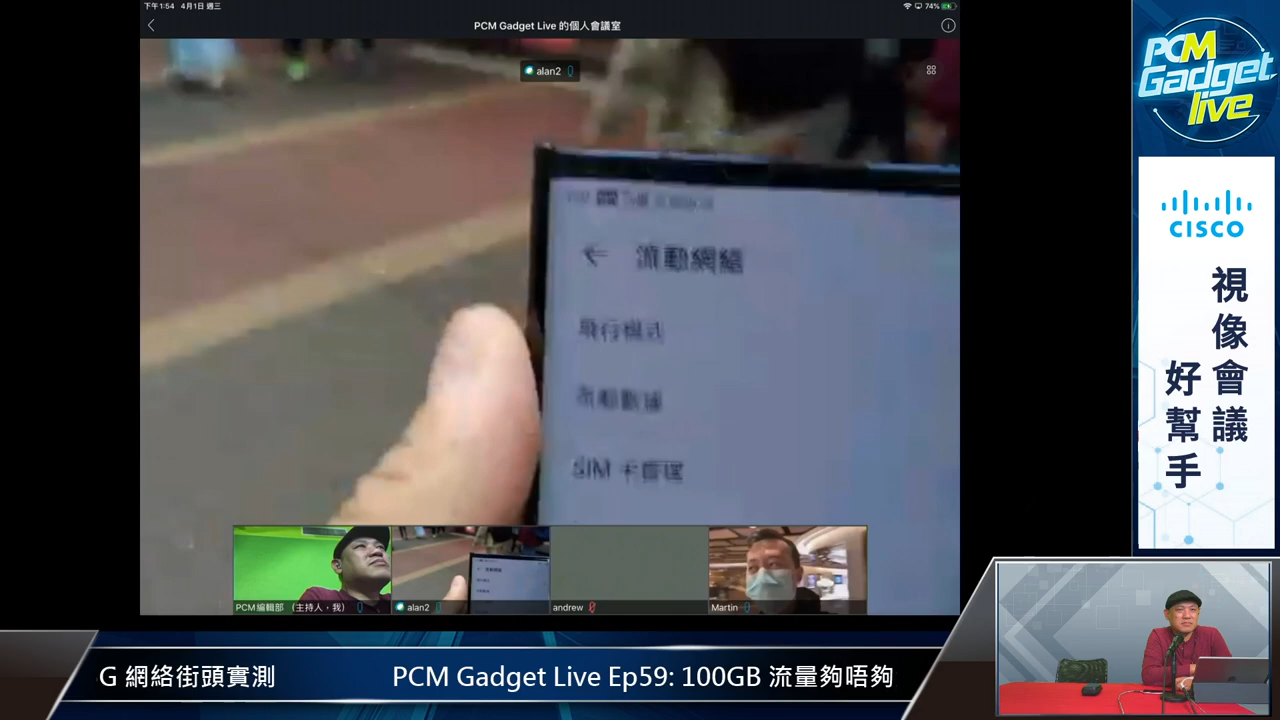 下午1:54 4月1日 週三
74%
PCM Gadget Live 的個人會議室
alan2
流動網絡
飛行模式
流動數據
SIM 卡管理
PCM編輯部 （主持人，我）
alan2
andrew
Martin
PCM
Gadget
live
CISCO
視像會議
好幫手
G 網絡街頭實測
PCM Gadget Live Ep59: 100GB 流量夠唔夠